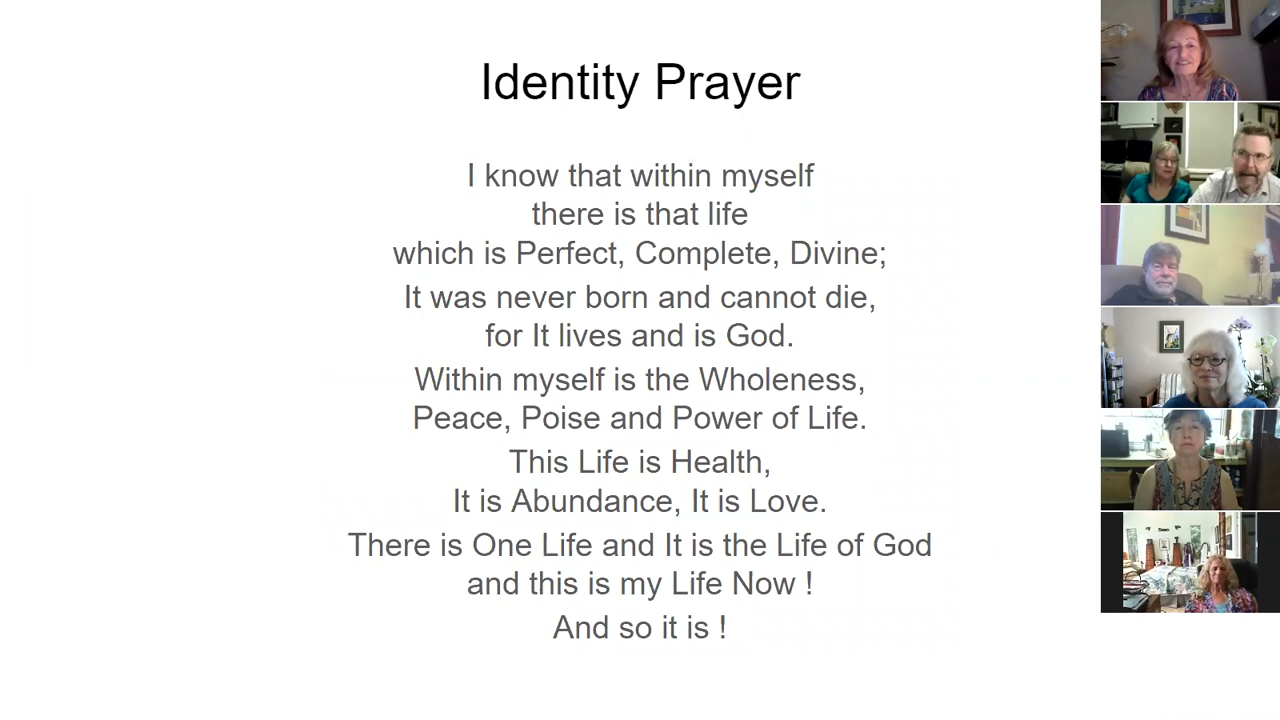 Identity Prayer
I know that within myself
there is that life
which is Perfect, Complete, Divine;
It was never born and cannot die,
for It lives and is God.
Within myself is the Wholeness,
Peace, Poise and Power of Life.
This Life is Health,
It is Abundance, It is Love.
There is One Life and It is the Life of God
and this is my Life Now !
And so it is !